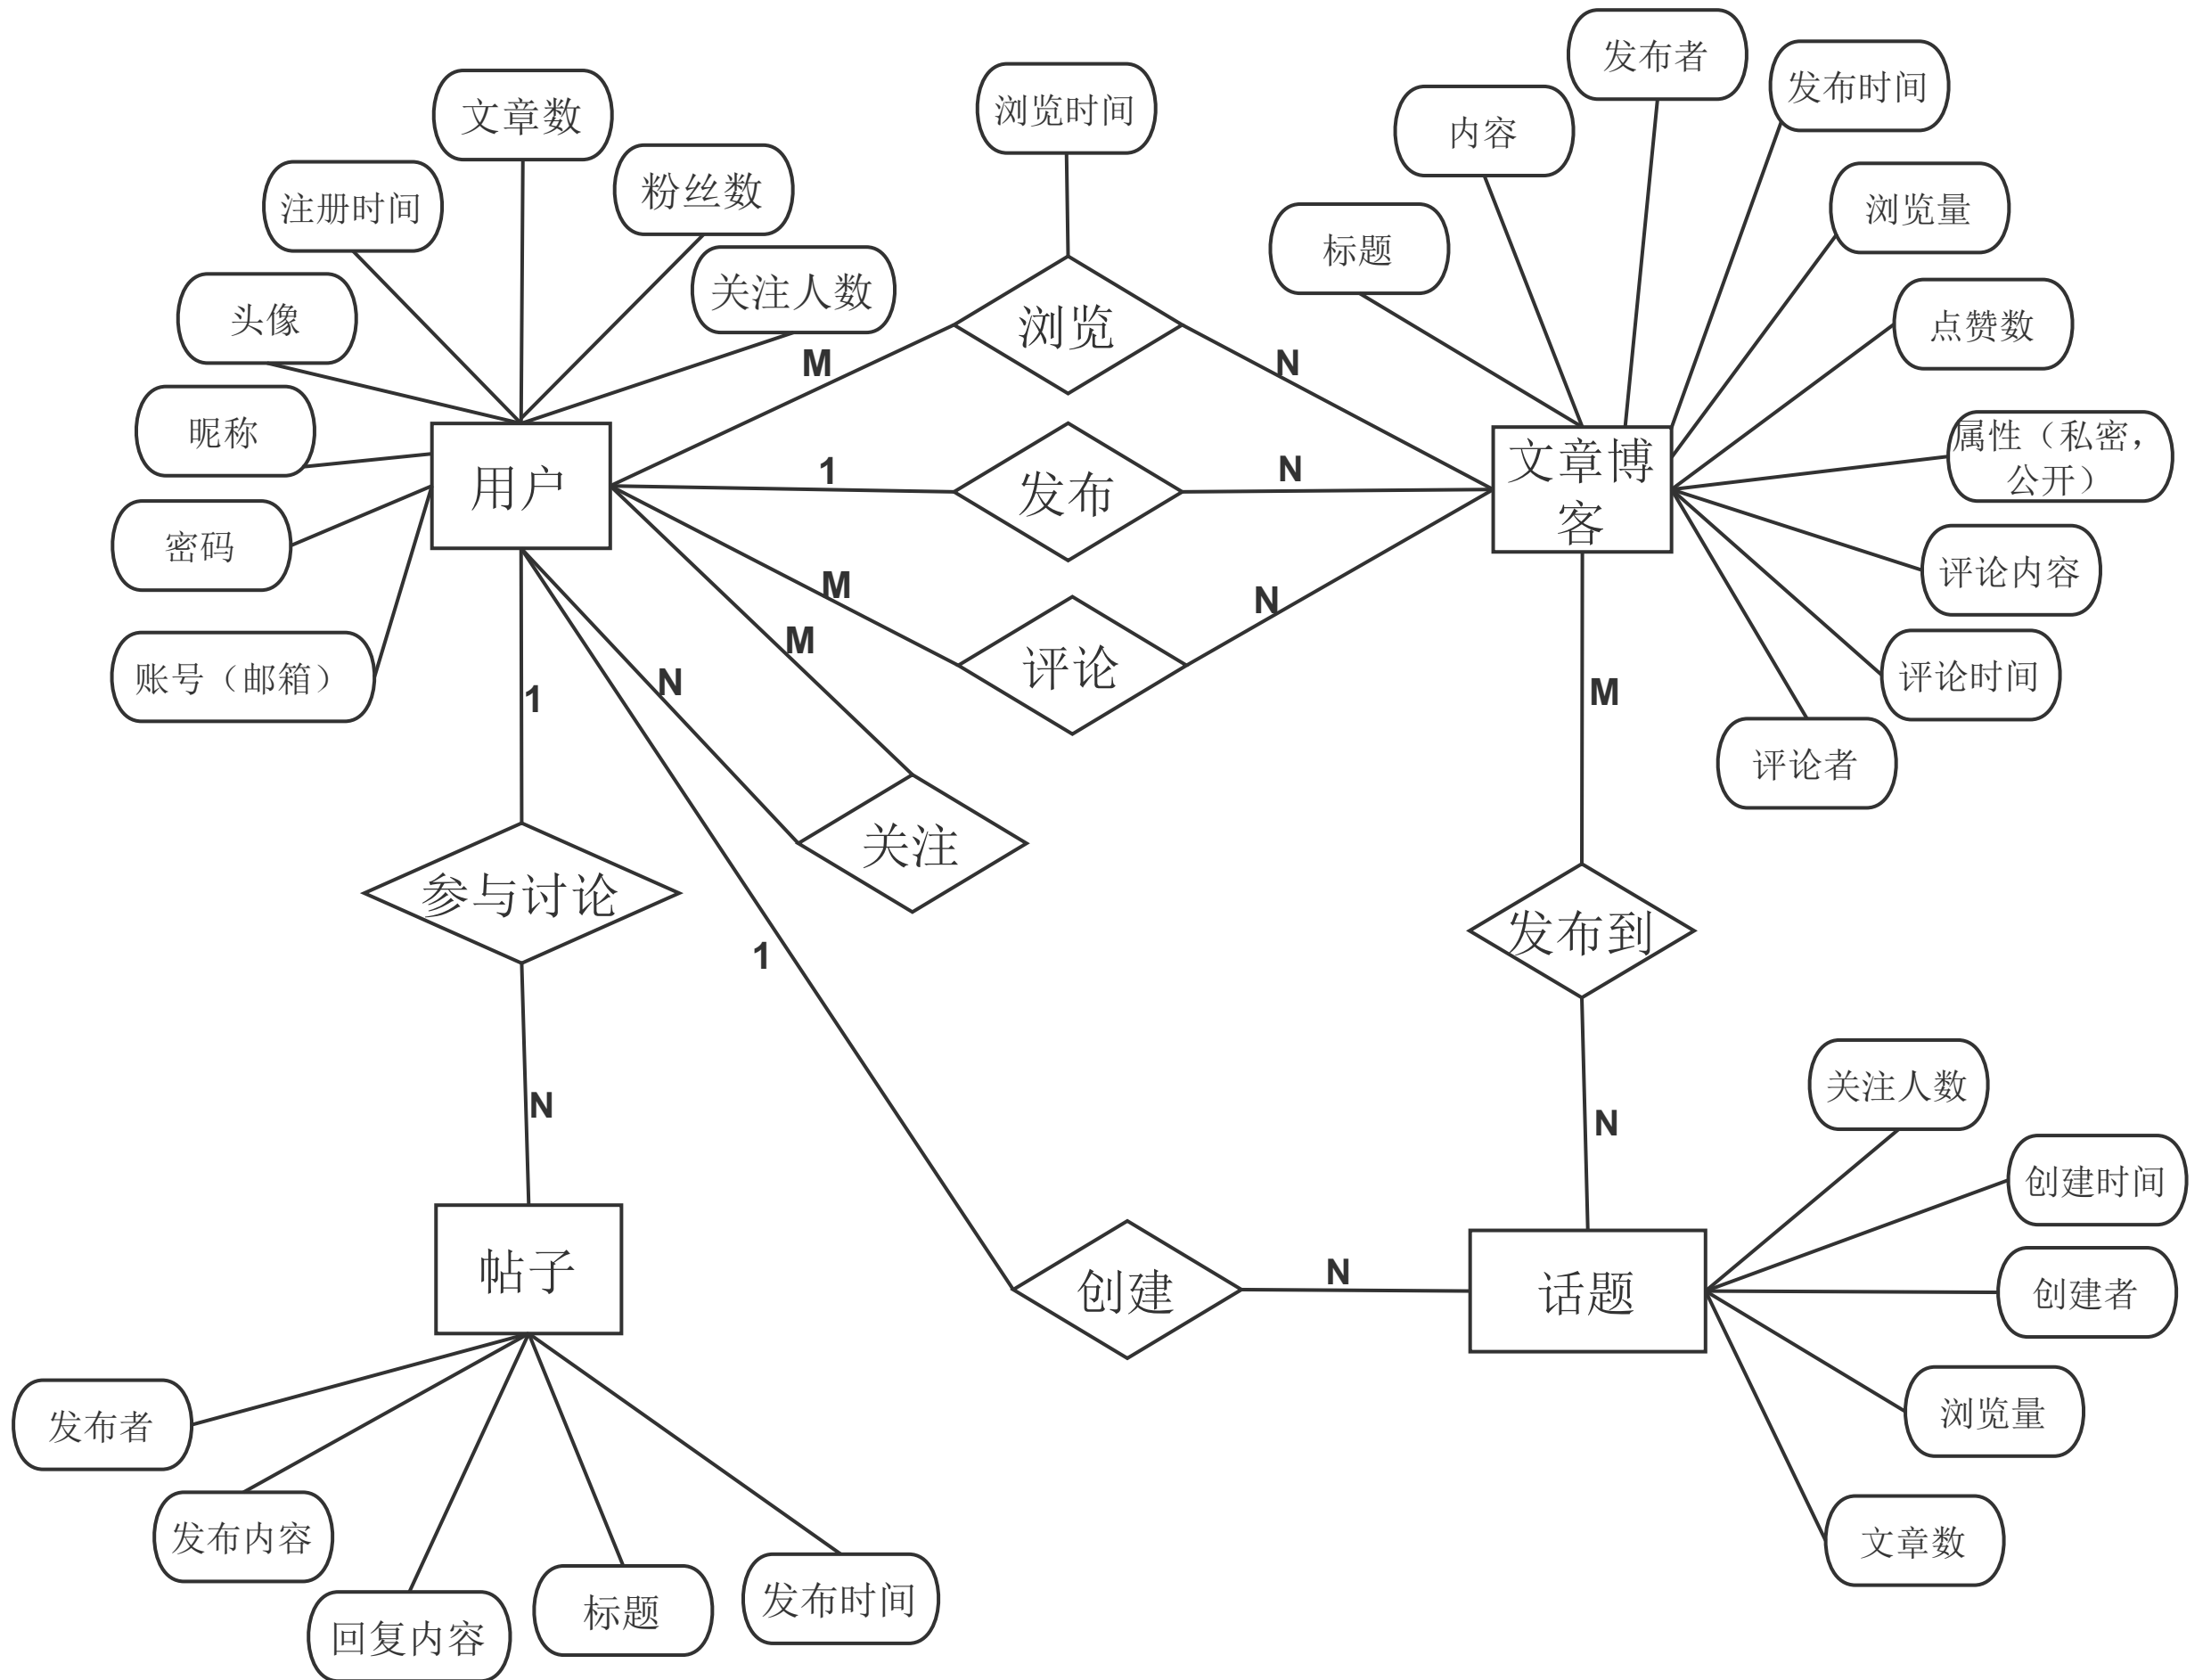 发布者
发布时间
文章数
浏览时间
内容
粉丝数
注册时间
浏览量
标题
关注人数
头像
浏览
点赞数
M
N
昵称
属性（私密，
公开）
用户
1
发布
N
文章博
客
密码
评论内容
M
N
评论
M
账号（邮箱）
N
1
M
评论时间
评论者
关注
参与讨论
发布到
1
关注人数
N
N
创建时间
帖子
N
创建
话题
创建者
浏览量
发布者
发布内容
文章数
标题
发布时间
回复内容